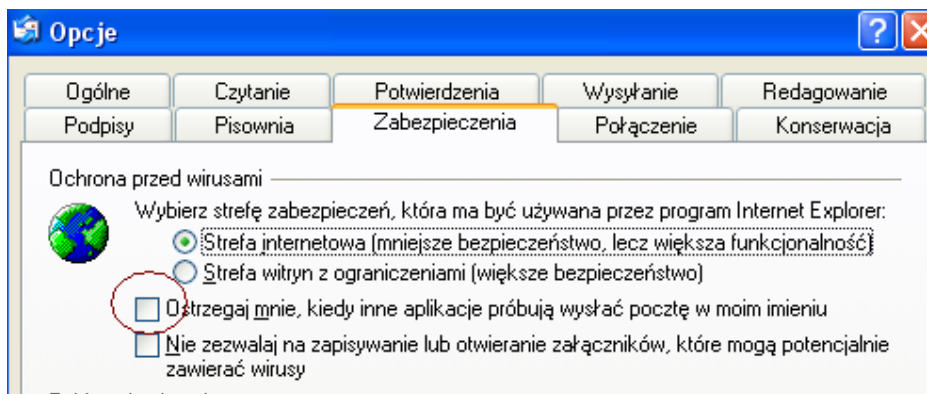 Opcje
Ogólne Czytanie Potwierdzenia Wysyłanie Redagowanie
Podpisy Pisownia Zabezpieczenia Połączenie Konserwacja
Ochrona przed wirusami
Wybierz strefę zabezpieczeń, która ma być używana przez program Internet Explorer:
Strefa internetowa (mniejsze bezpieczeństwo, lecz większa funkcjonalność)
Strefa witryn z ograniczeniami (większe bezpieczeństwo)
Ostrzegaj mnie, kiedy inne aplikacje próbują wysłać pocztę w moim imieniu
Nie zezwalaj na zapisywanie lub otwieranie załączników, które mogą potencjalnie
zawierać wirusy